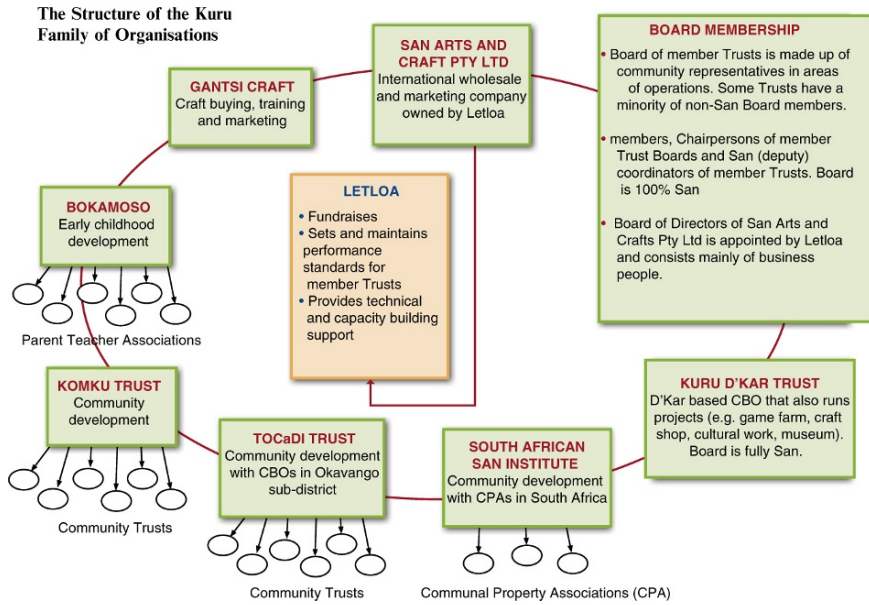 The Structure of the Kuru
Family of Organisations
SAN ARTS AND
CRAFT PTY LTD
International wholesale
and marketing company
owned by Letloa
BOARD MEMBERSHIP
• Board of member Trusts is made up of
community representatives in areas
of operations. Some Trusts have a
minority of non-San Board members.
• members, Chairpersons of member
Trust Boards and San (deputy)
coordinators of member Trusts. Board
is 100% San
• Board of Directors of San Arts and
Crafts Pty Ltd is appointed by Letloa
and consists mainly of business
people.
GANTSI CRAFT
Craft buying, training
and marketing
LETLOA
• Fundraises
• Sets and maintains
performance
standards for
member Trusts
• Provides technical
and capacity building
support
BOKAMOSO
Early childhood
development
Parent Teacher Associations
KOMKU TRUST
Community
development
Community Trusts
TOCaDI TRUST
Community development
with CBOs in Okavango
sub-district
Community Trusts
SOUTH AFRICAN
SAN INSTITUTE
Community development
with CPAs in South Africa
Communal Property Associations (CPA)
KURU D'KAR TRUST
D'Kar based CBO that also runs
projects (e.g. game farm, craft
shop, cultural work, museum).
Board is fully San.